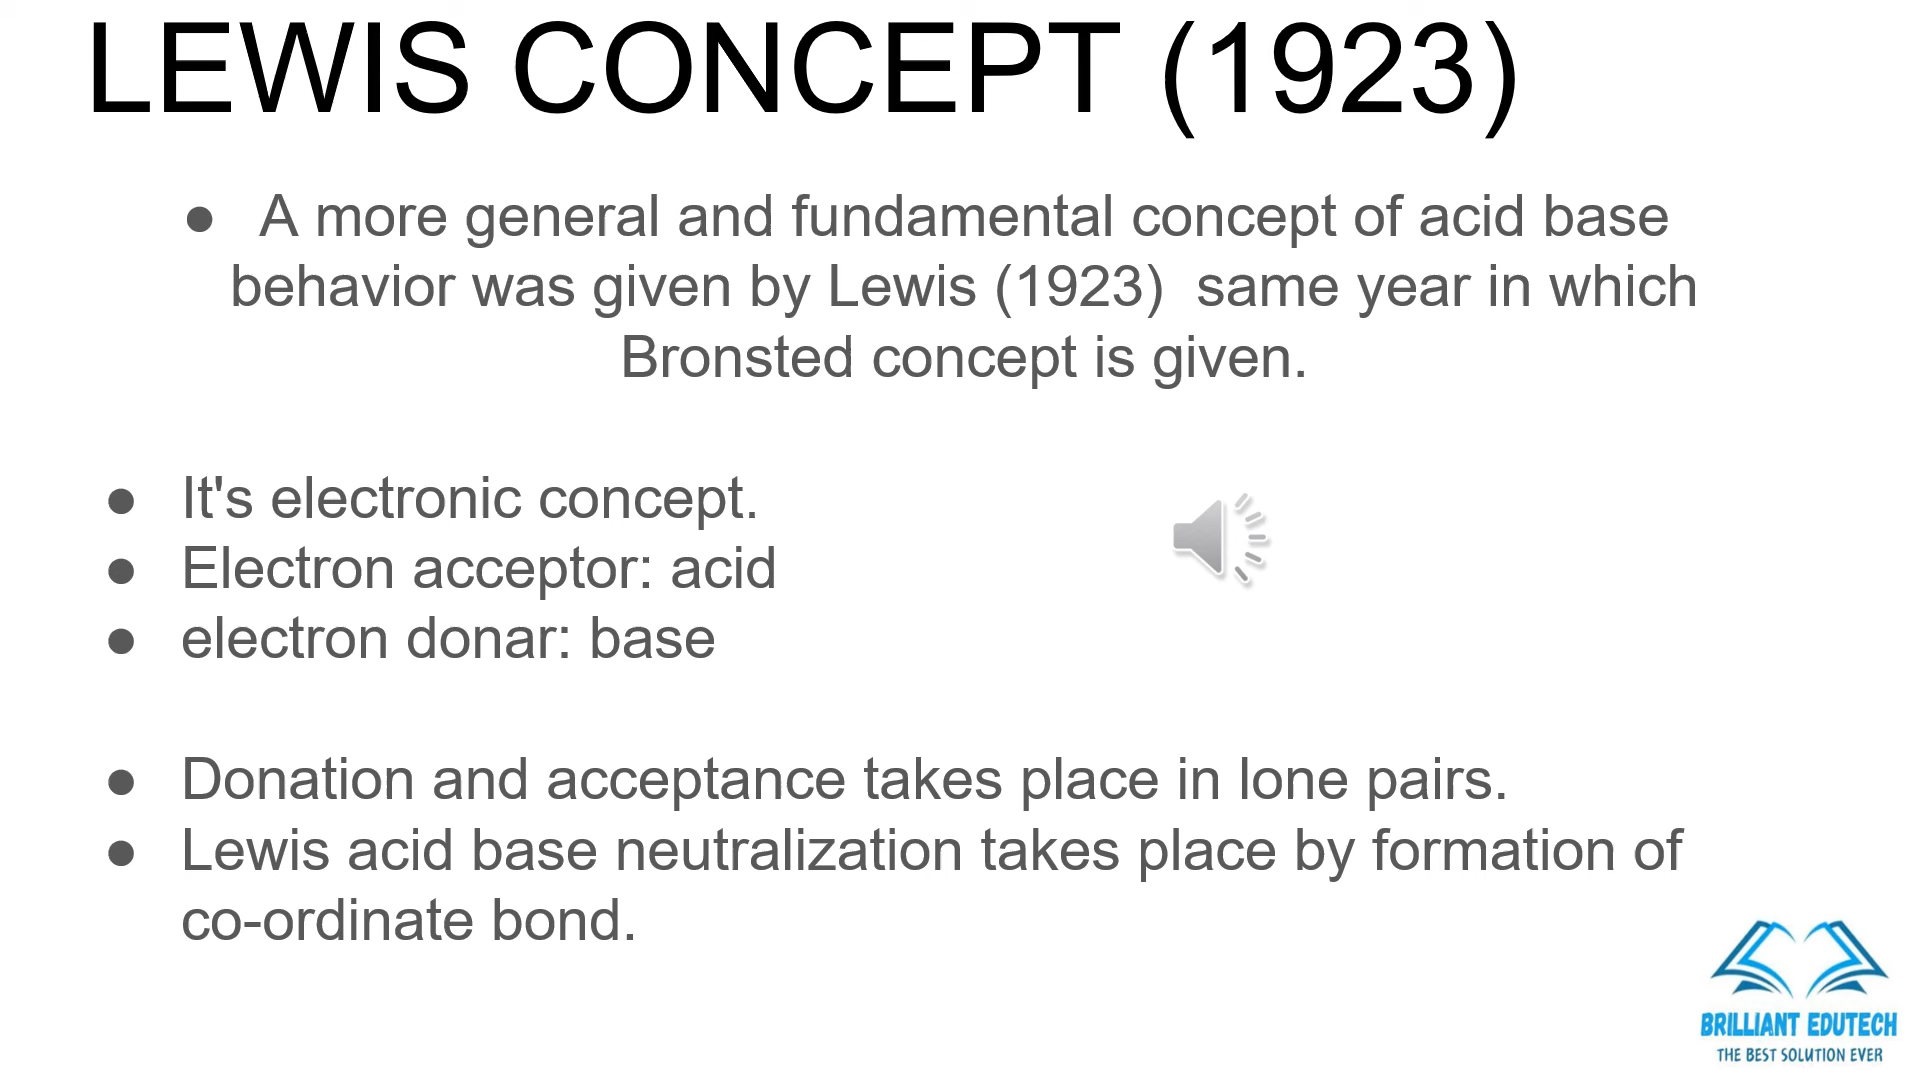 LEWIS CONCEPT (1923)
● A more general and fundamental concept of acid base
behavior was given by Lewis (1923)  same year in which
Bronsted concept is given.
● It's electronic concept.
● Electron acceptor: acid
● electron donar: base
● Donation and acceptance takes place in lone pairs.
● Lewis acid base neutralization takes place by formation of
co-ordinate bond.
BRILLIANT EDUTECH
THE BEST SOLUTION EVER